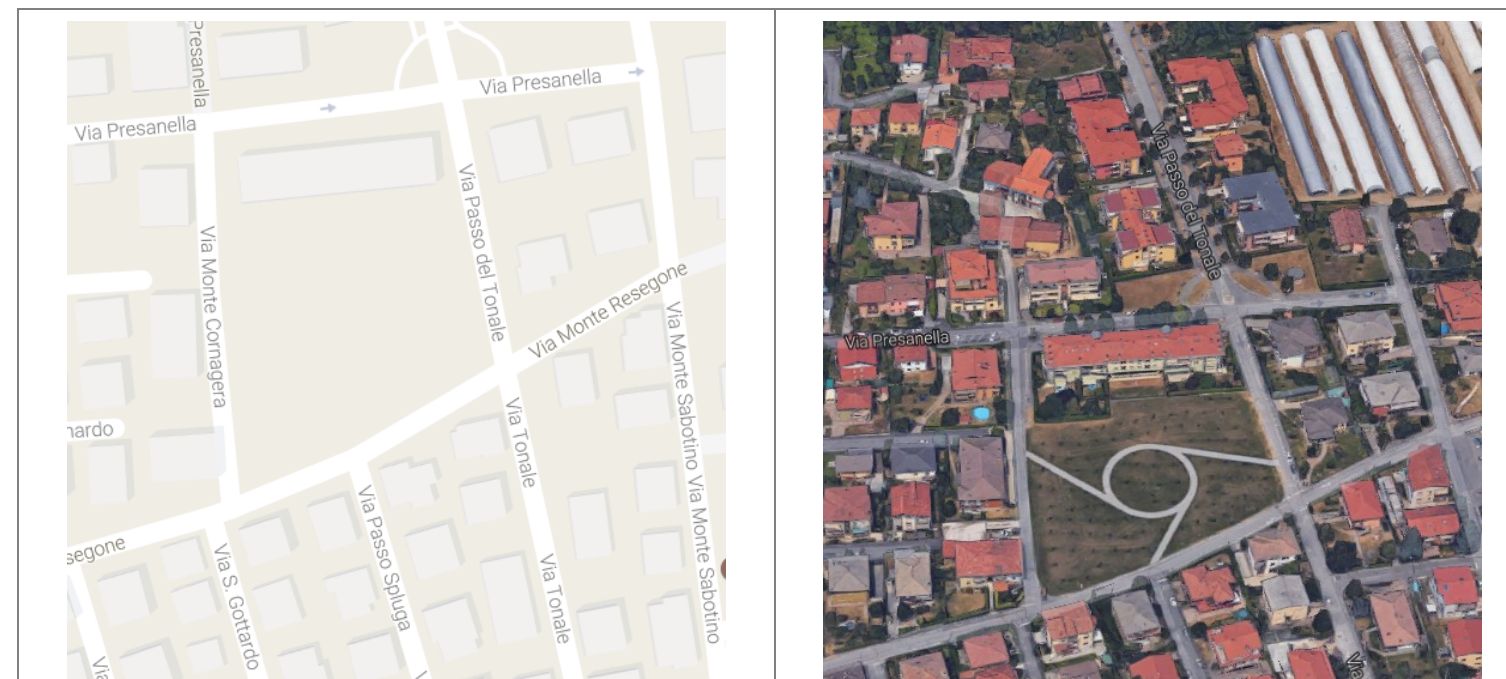 Presanella
Via Presanella
Via Presanella
Via Monte Cornagera
Via Passo del Tonale
Via Monte Resegone
Via Monte Sabotino Via Monte Sabotino
nardo
Via Tonale
Via Passo Spluga
segone
Via S. Gottardo
Via Tonale
Via
V
Via Passo del Tonale
Via Presanella
Via